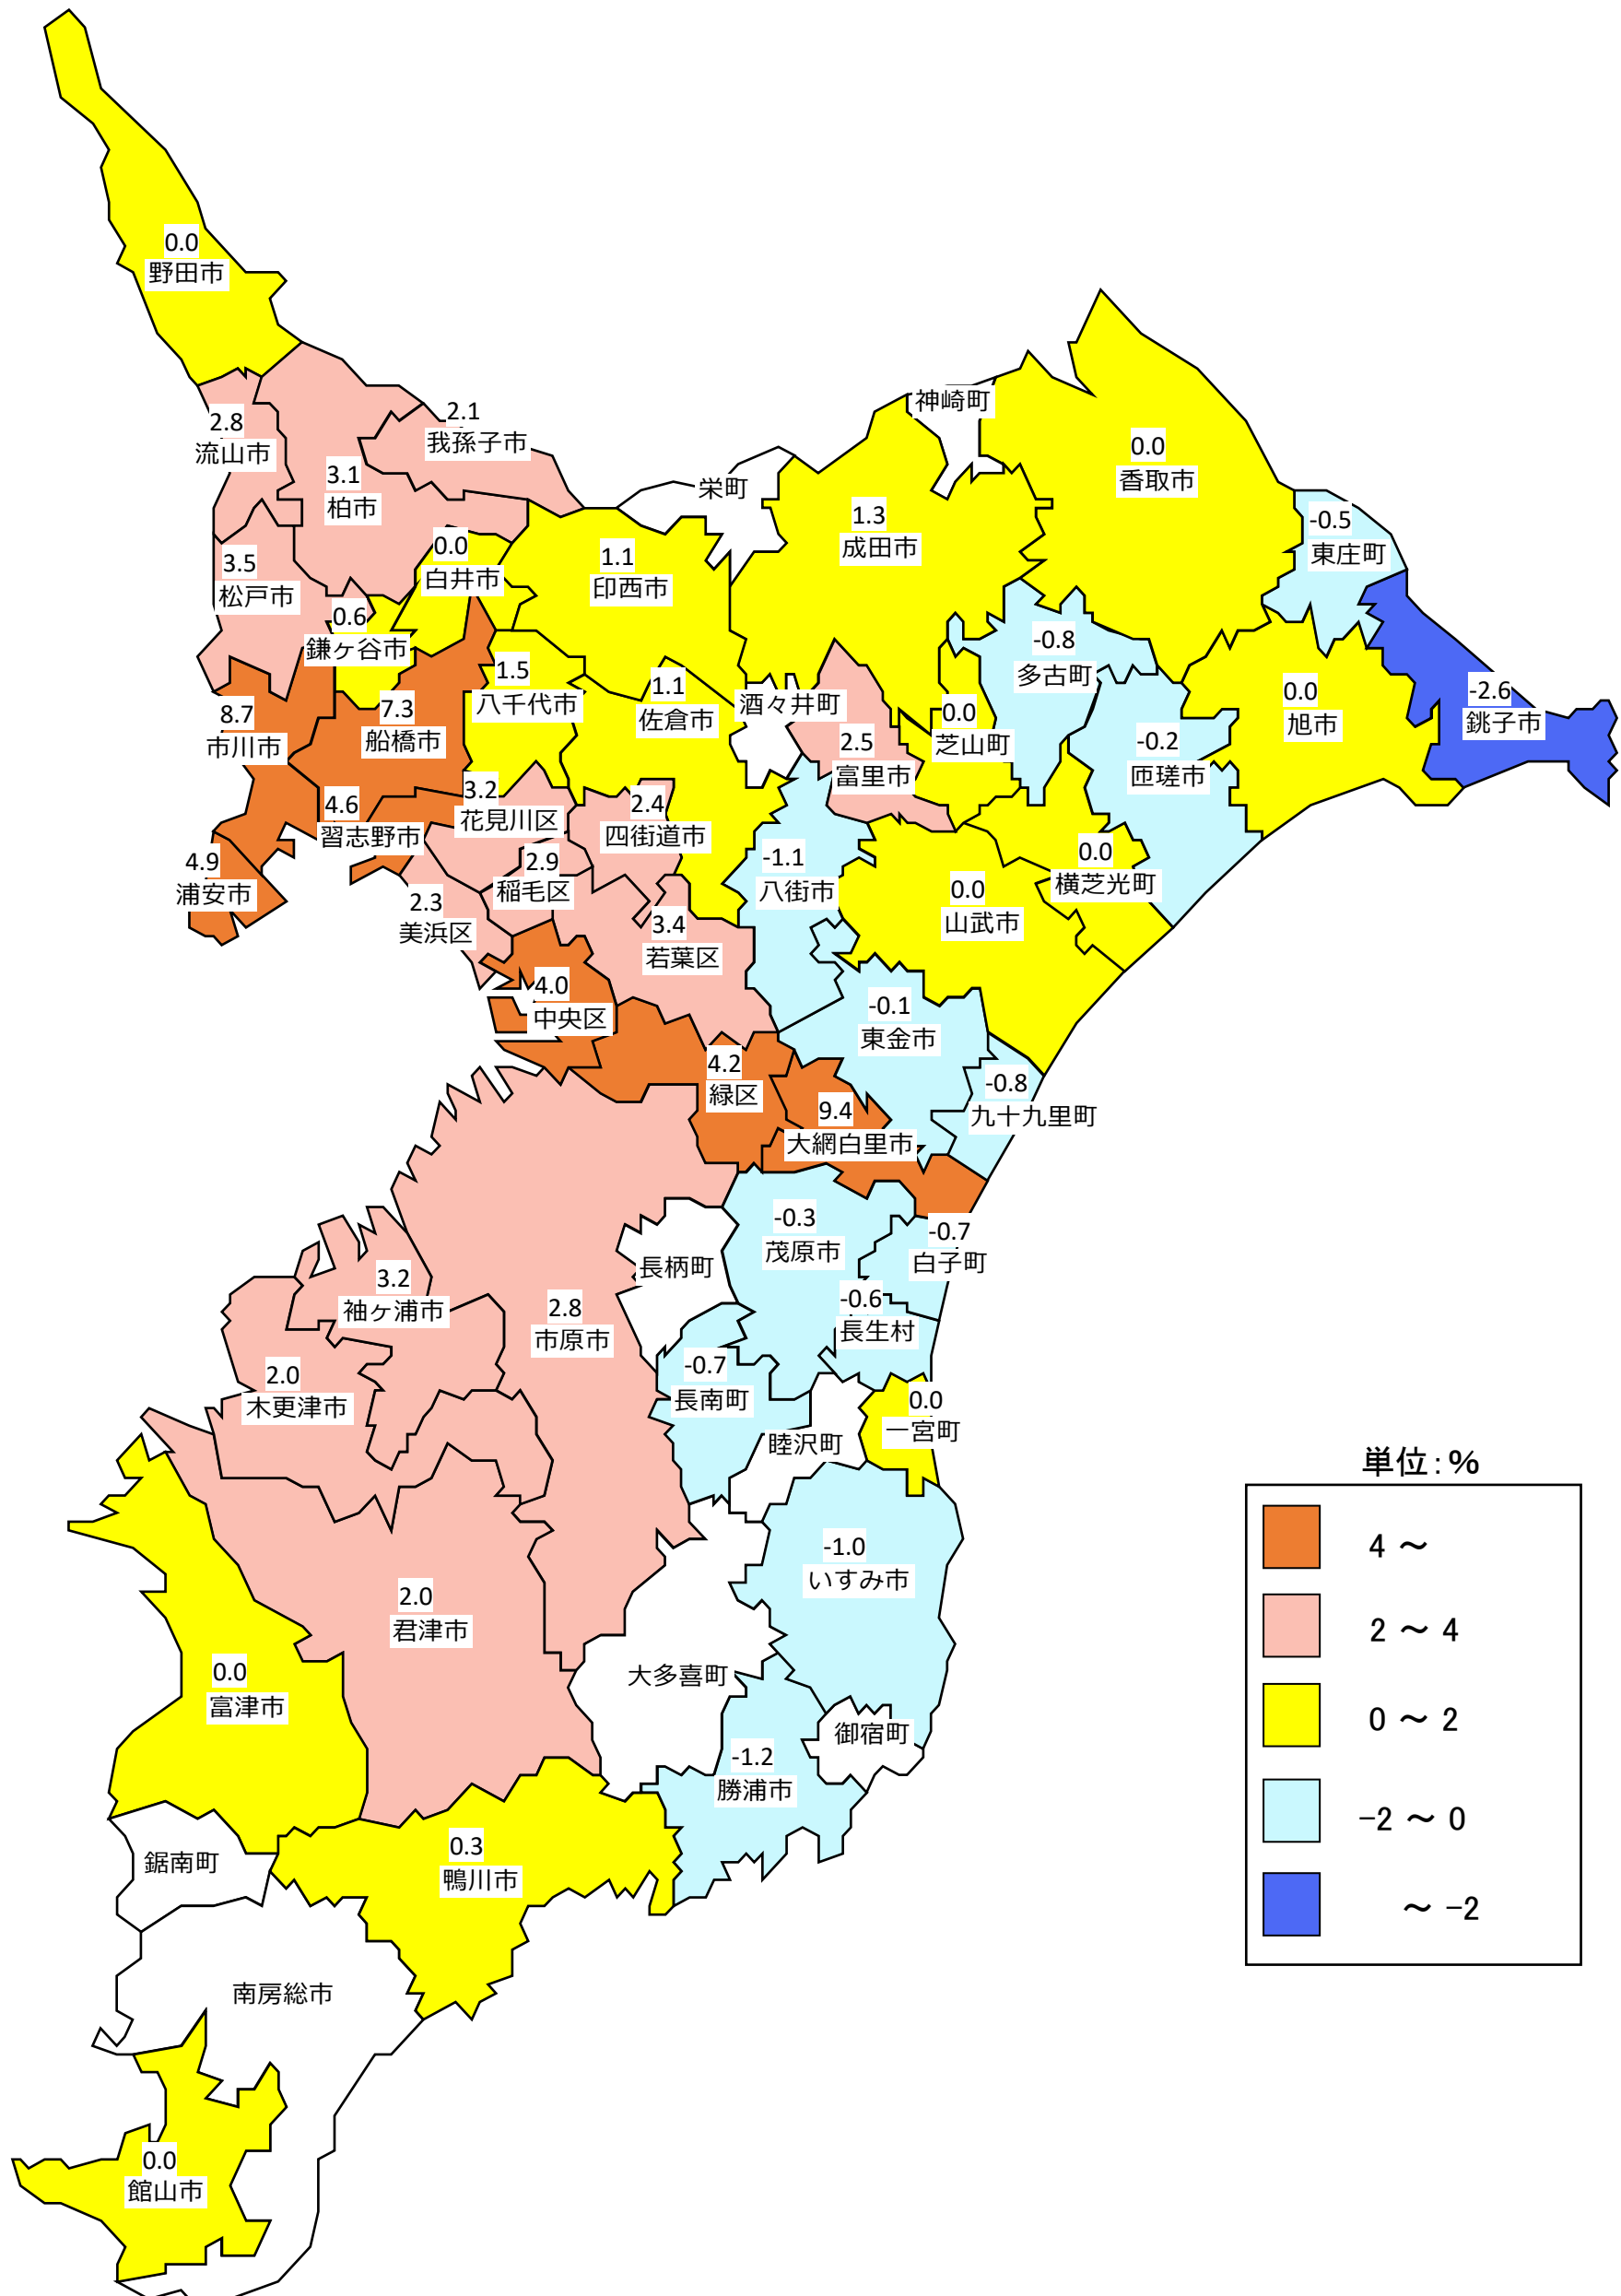 0.0
野田市
2.8
流山市
3.1
柏市
2.1
我孫子市
栄町
神崎町
0.0
香取市
1.3
成田市
-0.5
東庄町
3.5
松戸市
0.0
白井市
1.1
印西市
0.6
鎌ヶ谷市
-0.8
多古町
1.5
八千代市
1.1
佐倉市
酒々井町
0.0
芝山町
0.0
旭市
-2.6
銚子市
8.7
市川市
7.3
船橋市
2.5
富里市
-0.2
匝瑳市
4.6
習志野市
3.2
花見川区
2.4
四街道市
4.9
浦安市
2.9
稲毛区
-1.1
八街市
0.0
横芝光町
2.3
美浜区
3.4
若葉区
0.0
山武市
4.0
中央区
-0.1
東金市
4.2
緑区
9.4
大網白里市
-0.8
九十九里町
-0.3
茂原市
-0.7
白子町
長柄町
3.2
袖ヶ浦市
2.8
市原市
-0.6
長生村
2.0
木更津市
-0.7
長南町
睦沢町
0.0
一宮町
2.0
君津市
-1.0
いすみ市
0.0
富津市
大多喜町
御宿町
-1.2
勝浦市
鋸南町
0.3
鴨川市
南房総市
0.0
館山市
単位：%
4 ～
2 ～ 4
0 ～ 2
−2 ～ 0
～ −2